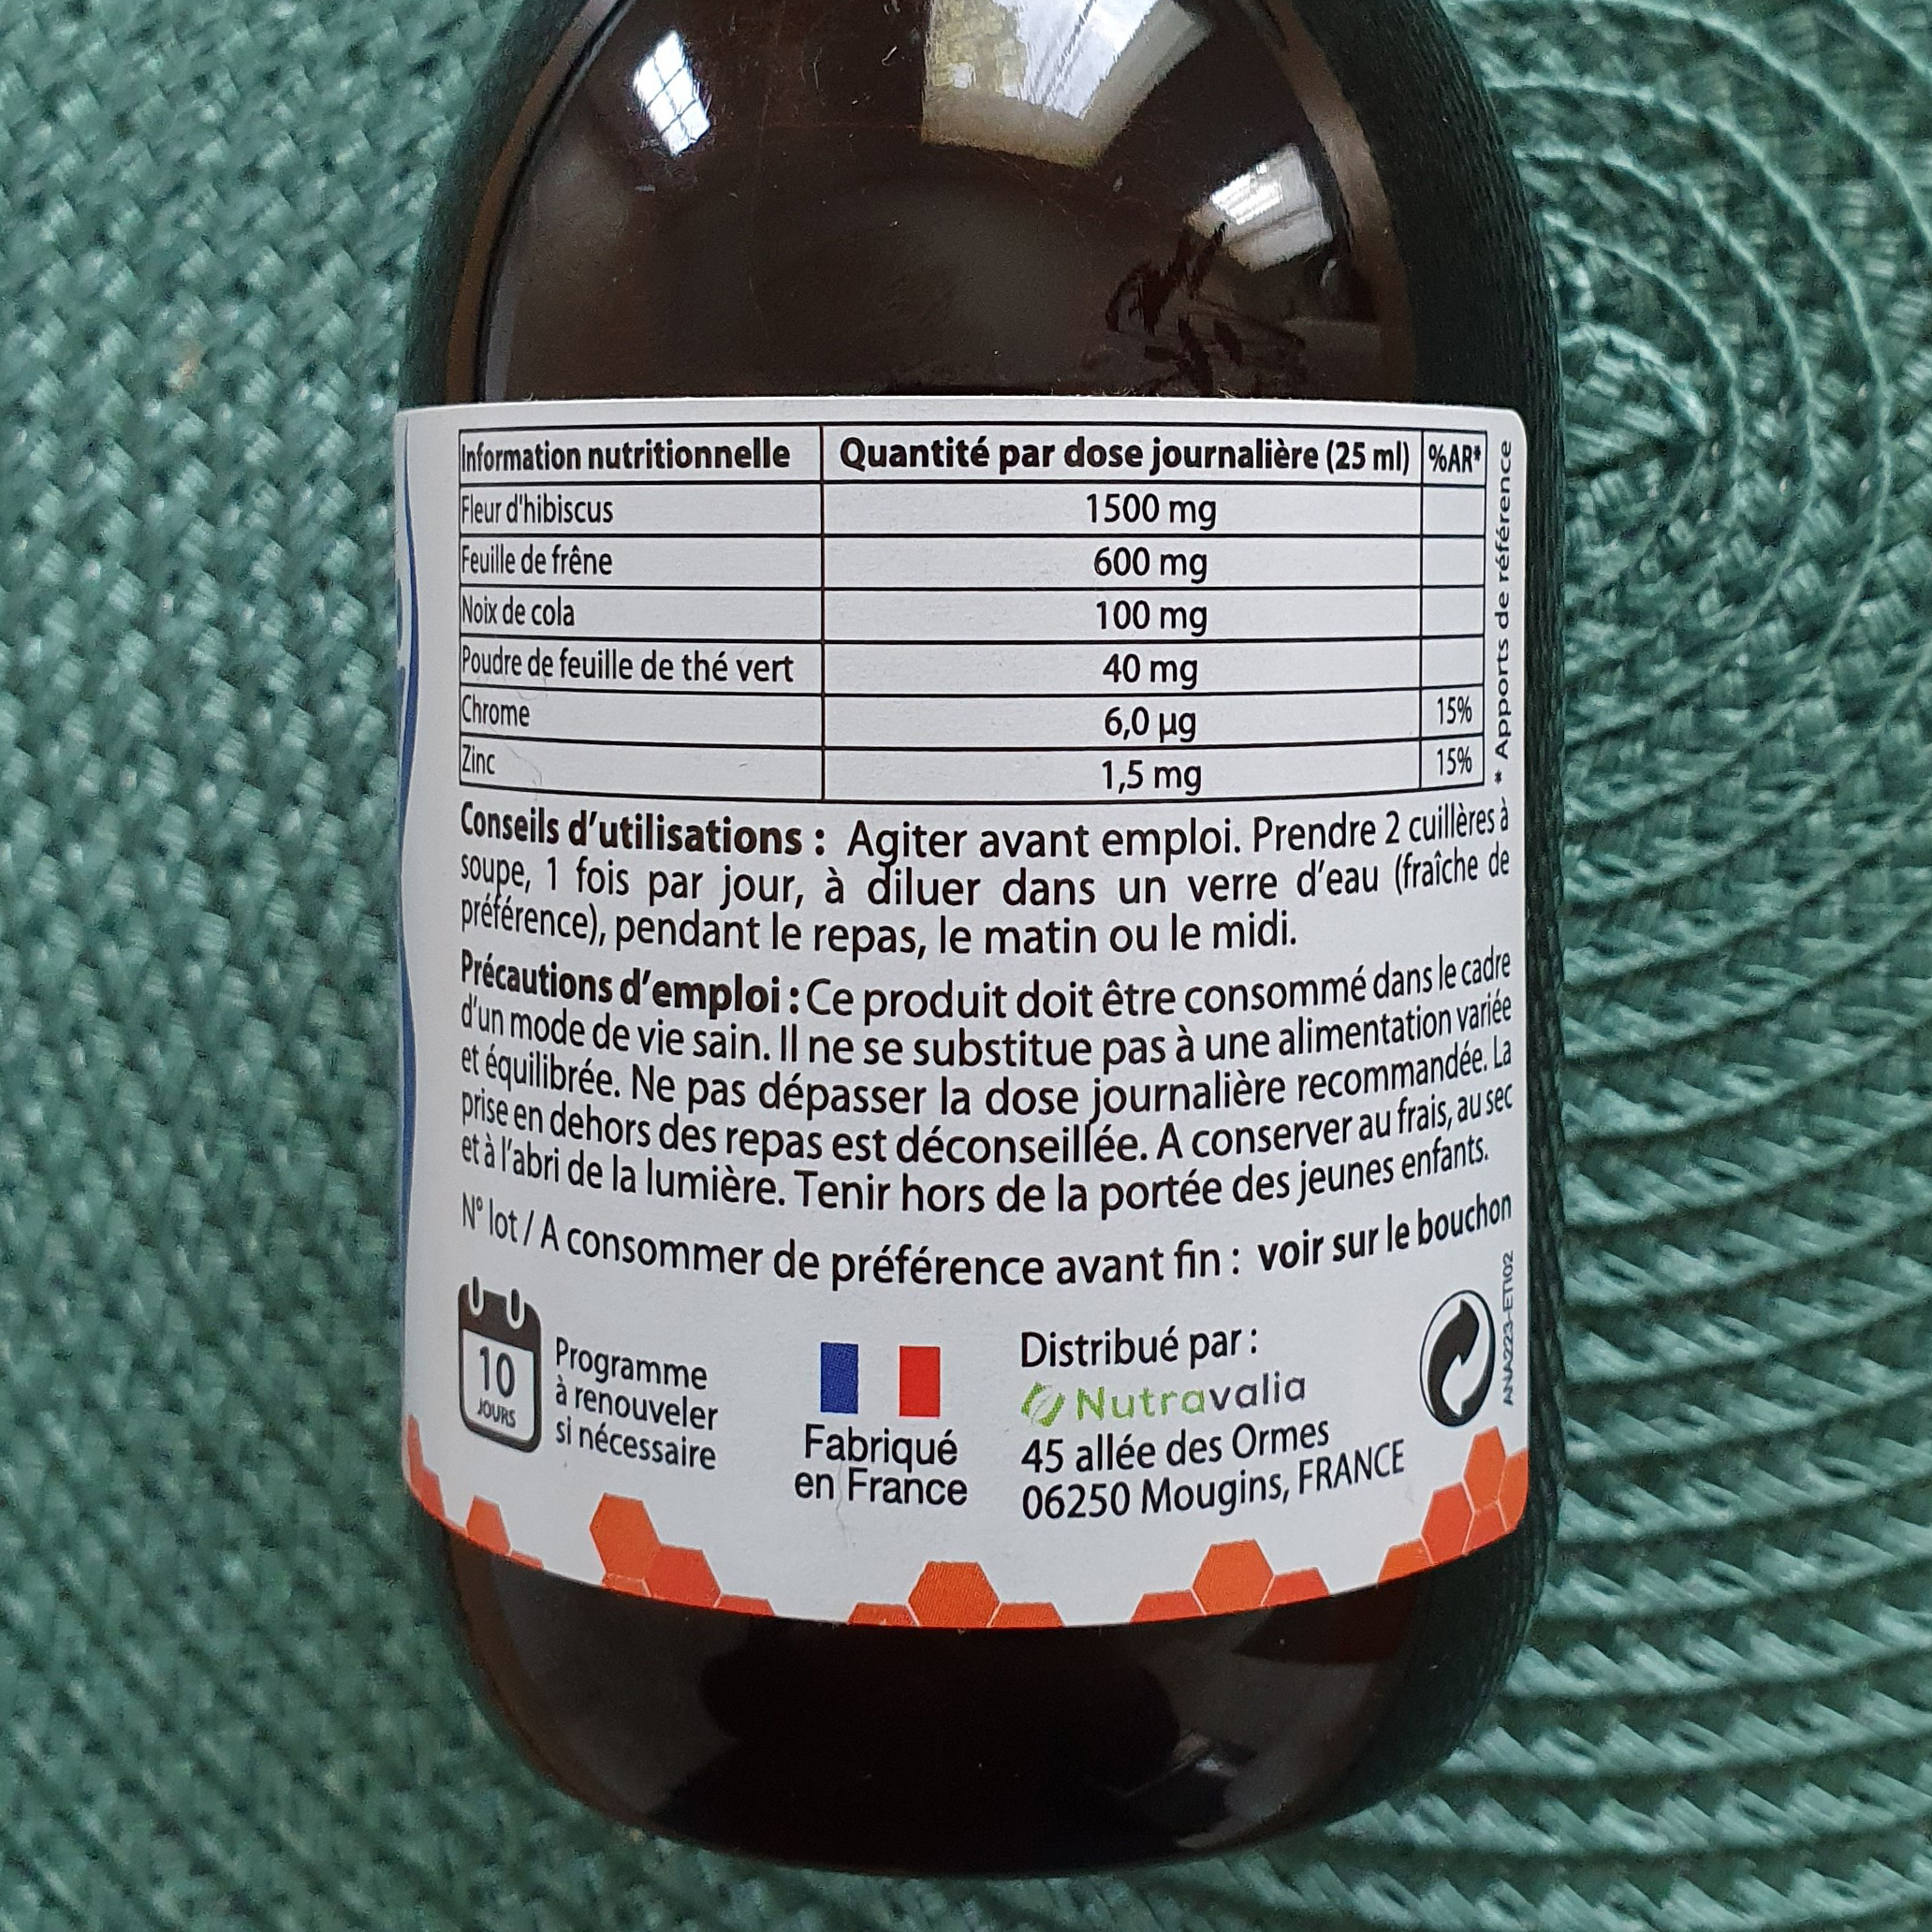 Information nutritionnelle Quantité par dose journalière (25 ml) %AR*
Fleur d'hibiscus 1500 mg
Feuille de frêne 600 mg
Noix de cola 100 mg
Poudre de feuille de thé vert 40 mg
Chrome 6,0 µg 15%
Zinc 1,5 mg 15%
* Apports de référence
Conseils d'utilisations : Agiter avant emploi. Prendre 2 cuillères à
soupe, 1 fois par jour, à diluer dans un verre d'eau (fraîche de
préférence), pendant le repas, le matin ou le midi.
Précautions d'emploi : Ce produit doit être consommé dans le cadre
d'un mode de vie sain. Il ne se substitue pas à une alimentation variée
et équilibrée. Ne pas dépasser la dose journalière recommandée. La
prise en dehors des repas est déconseillée. A conserver au frais, au sec
et à l'abri de la lumière. Tenir hors de la portée des jeunes enfants.
N° lot / A consommer de préférence avant fin : voir sur le bouchon
10
JOURS
Programme
à renouveler
si nécessaire
Fabriqué
en France
Distribué par :
Nutravalia
45 allée des Ormes
06250 Mougins, FRANCE
ANA223-ETI02